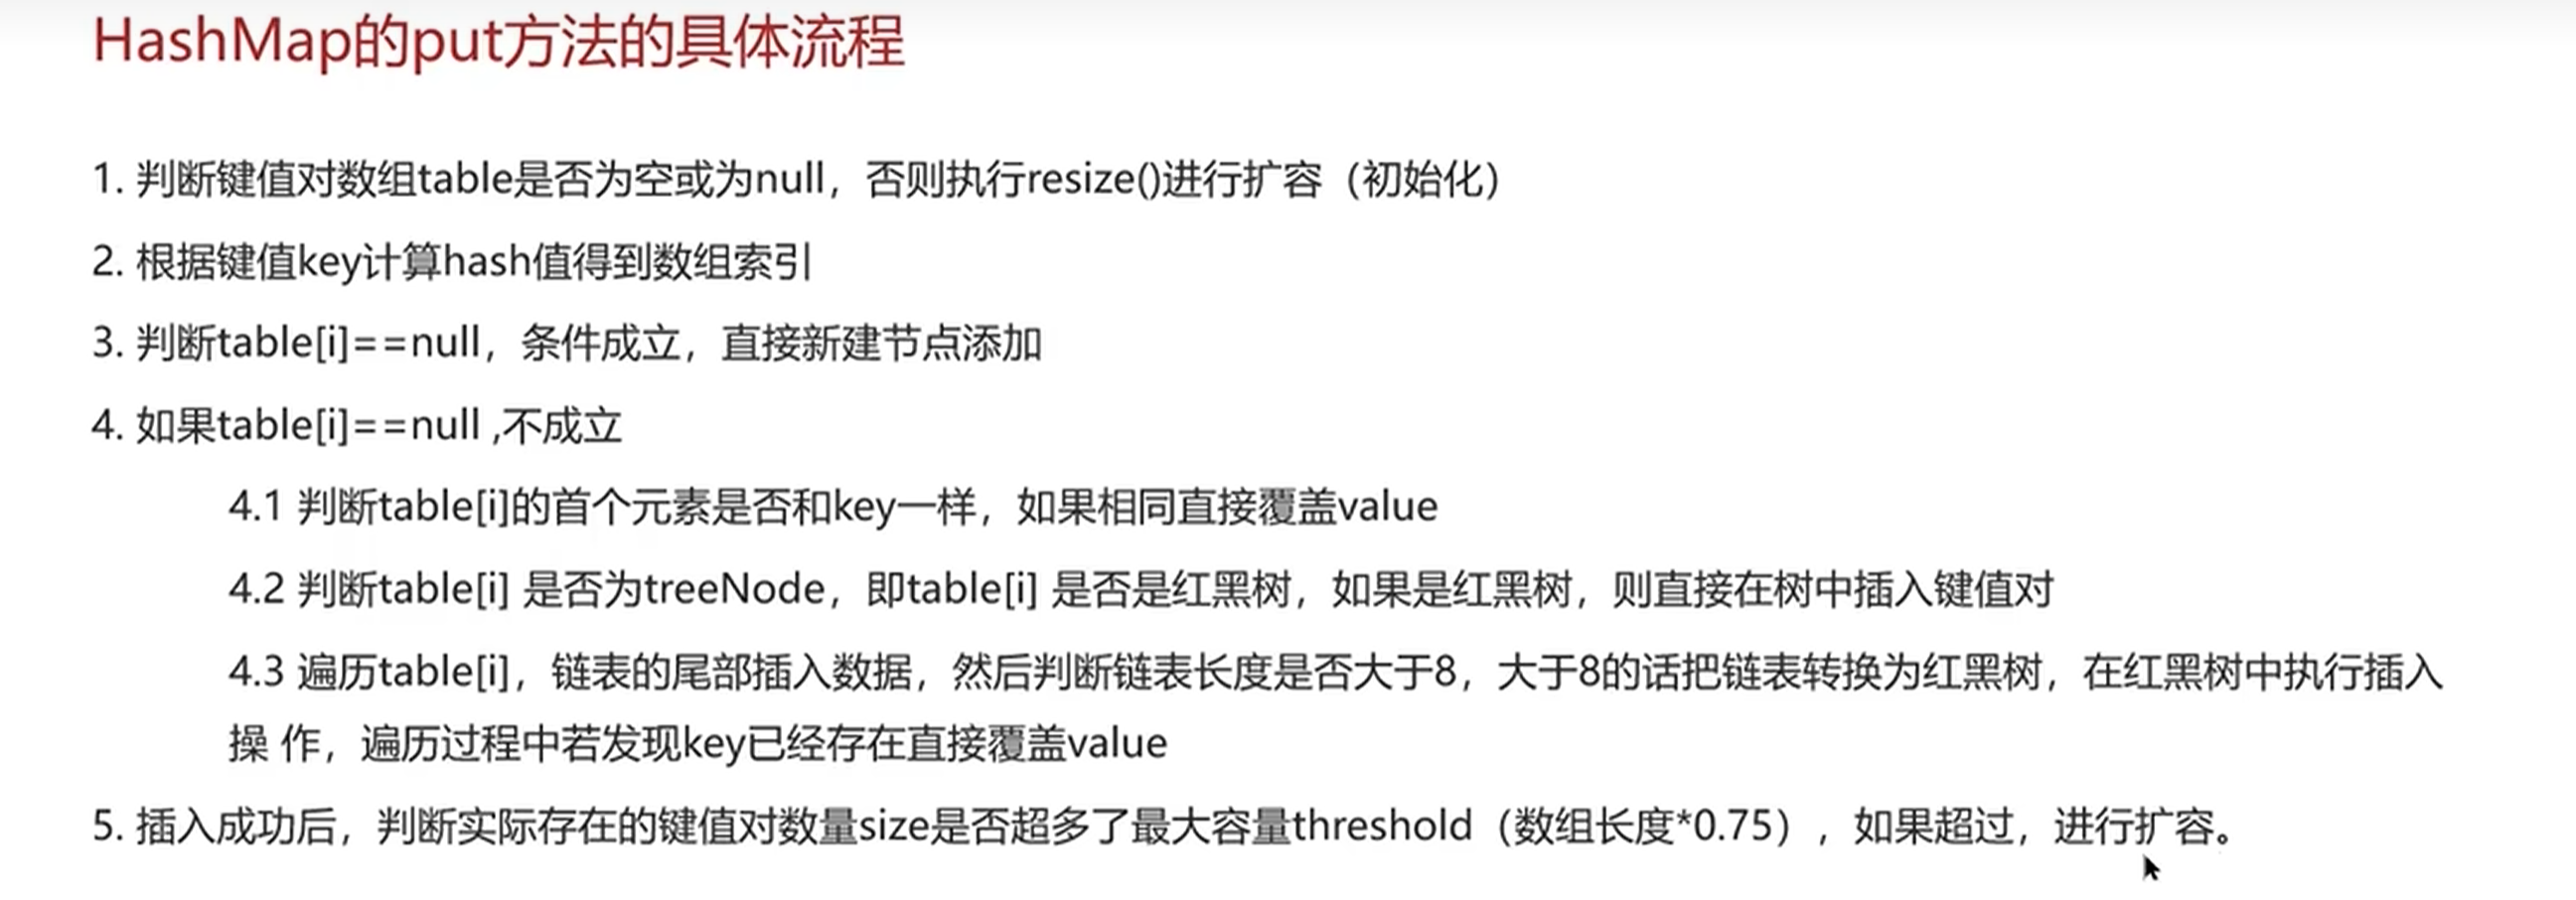 HashMap的put方法的具体流程
1. 判断键值对数组table是否为空或为null，否则执行resize()进行扩容（初始化）
2. 根据键值key计算hash值得到数组索引
3. 判断table[i]==null，条件成立，直接新建节点添加
4. 如果table[i]==null ,不成立
4.1 判断table[i]的首个元素是否和key一样，如果相同直接覆盖value
4.2 判断table[i] 是否为treeNode，即table[i] 是否是红黑树，如果是红黑树，则直接在树中插入键值对
4.3 遍历table[i]，链表的尾部插入数据，然后判断链表长度是否大于8，大于8的话把链表转换为红黑树，在红黑树中执行插入
操 作，遍历过程中若发现key已经存在直接覆盖value
5. 插入成功后，判断实际存在的键值对数量size是否超多了最大容量threshold（数组长度*0.75），如果超过，进行扩容。